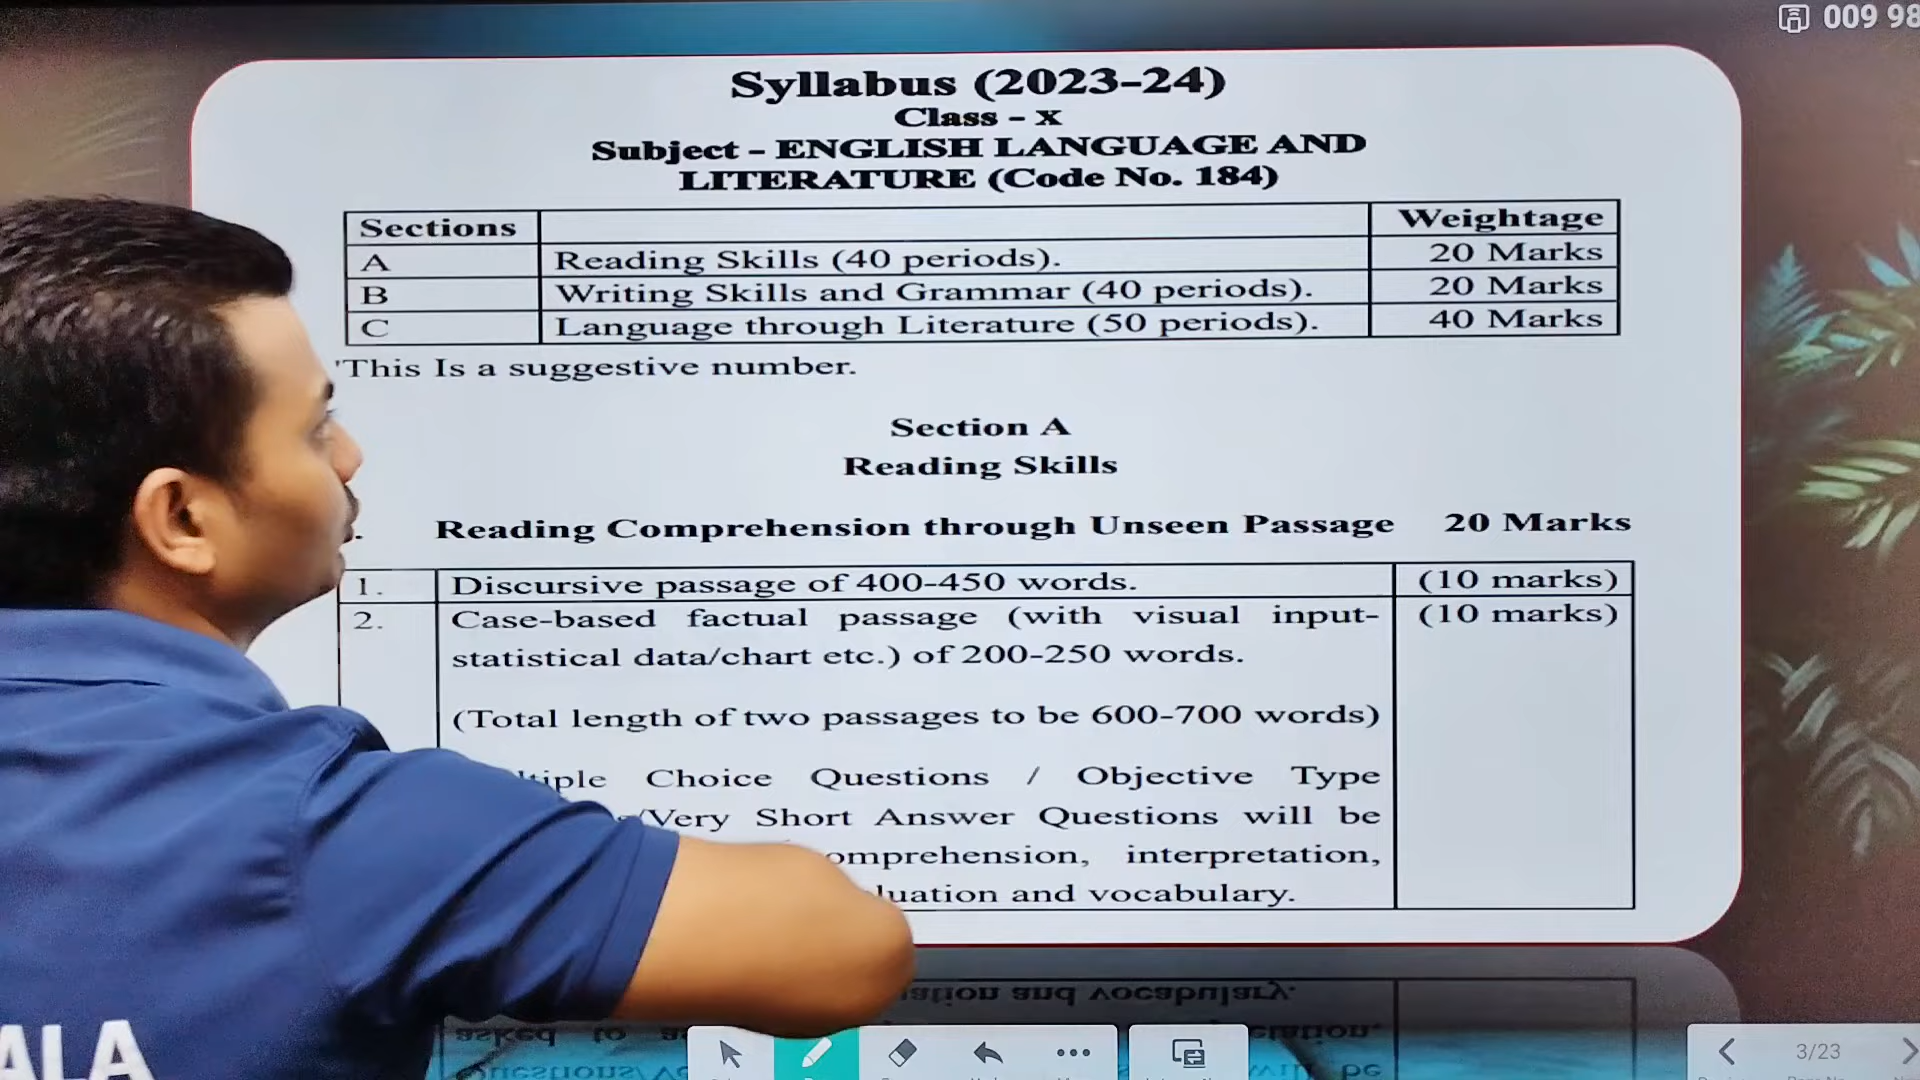 009 98
Syllabus (2023-24)
Class - X
Subject - ENGLISH LANGUAGE AND
LITERATURE (Code No. 184)
Sections Weightage
A Reading Skills (40 periods). 20 Marks
B Writing Skills and Grammar (40 periods). 20 Marks
C Language through Literature (50 periods). 40 Marks
'This Is a suggestive number.
Section A
Reading Skills
. Reading Comprehension through Unseen Passage 20 Marks
1. Discursive passage of 400-450 words. (10 marks)
2. Case-based factual passage (with visual input- (10 marks)
statistical data/chart etc.) of 200-250 words.
(Total length of two passages to be 600-700 words)
tiple Choice Questions / Objective Type
/Very Short Answer Questions will be
omprehension, interpretation,
luation and vocabulary.
ALA
3/23